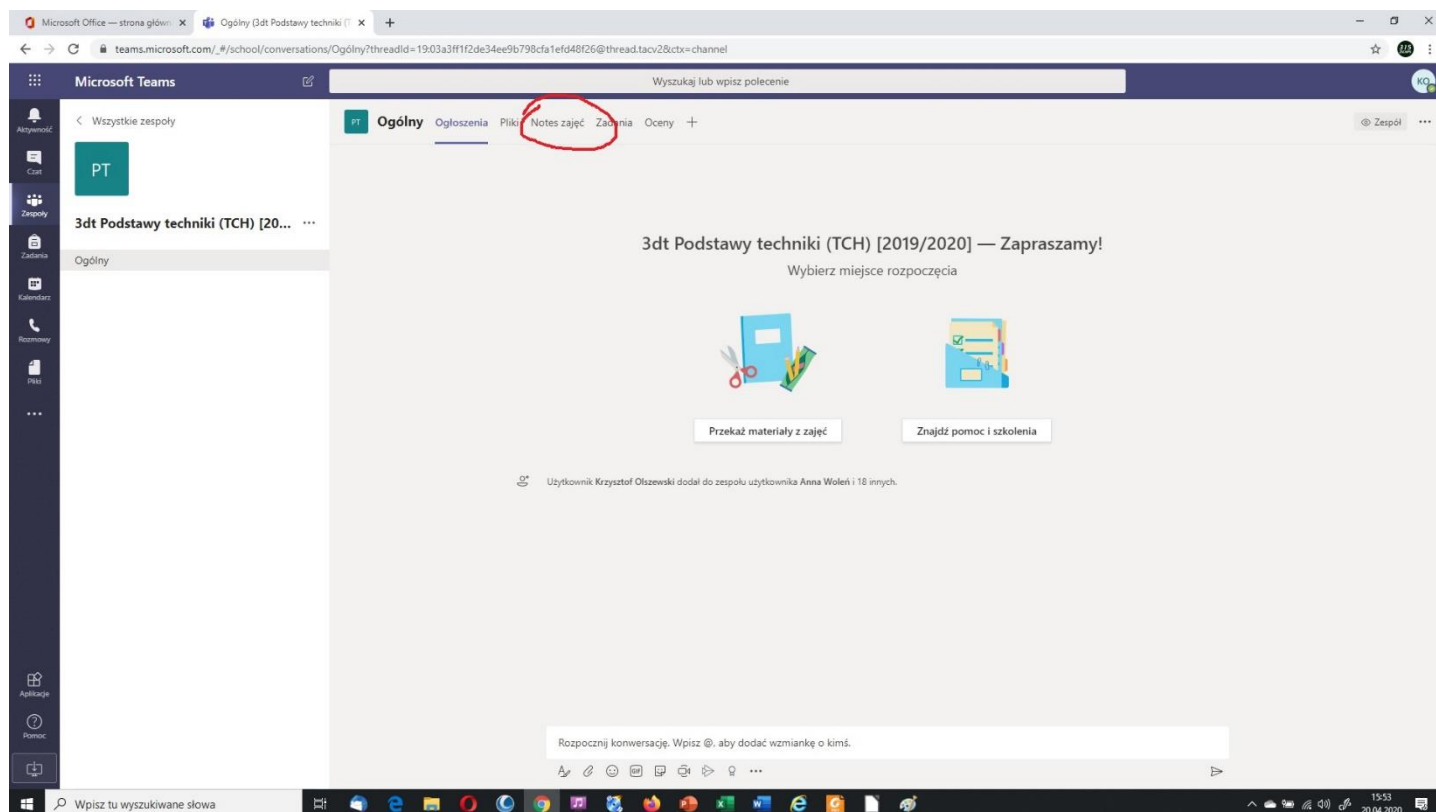 Microsoft Office — strona główn
Ogólny (3dt Podstawy techniki (T
teams.microsoft.com/_#/school/conversations/Ogólny?threadId=19:03a3ff1f2de34ee9b798cfa1efd48f26@thread.tacv2&ctx=channel
Microsoft Teams
Wyszukaj lub wpisz polecenie
KO
Aktywność
Czat
Zespoły
Zadania
Kalendarz
Rozmowy
Pliki
Aplikacje
Pomoc
Wszystkie zespoły
PT
3dt Podstawy techniki (TCH) [20...
Ogólny
PT Ogólny Ogłoszenia Pliki Notes zajęć Zadania Oceny
Zespół
3dt Podstawy techniki (TCH) [2019/2020] — Zapraszamy!
Wybierz miejsce rozpoczęcia
Przekaż materiały z zajęć
Znajdź pomoc i szkolenia
Użytkownik Krzysztof Olszewski dodał do zespołu użytkownika Anna Woleń i 18 innych.
Rozpocznij konwersację. Wpisz @, aby dodać wzmiankę o kimś.
GIF
Wpisz tu wyszukiwane słowa
15:53
20.04.2020